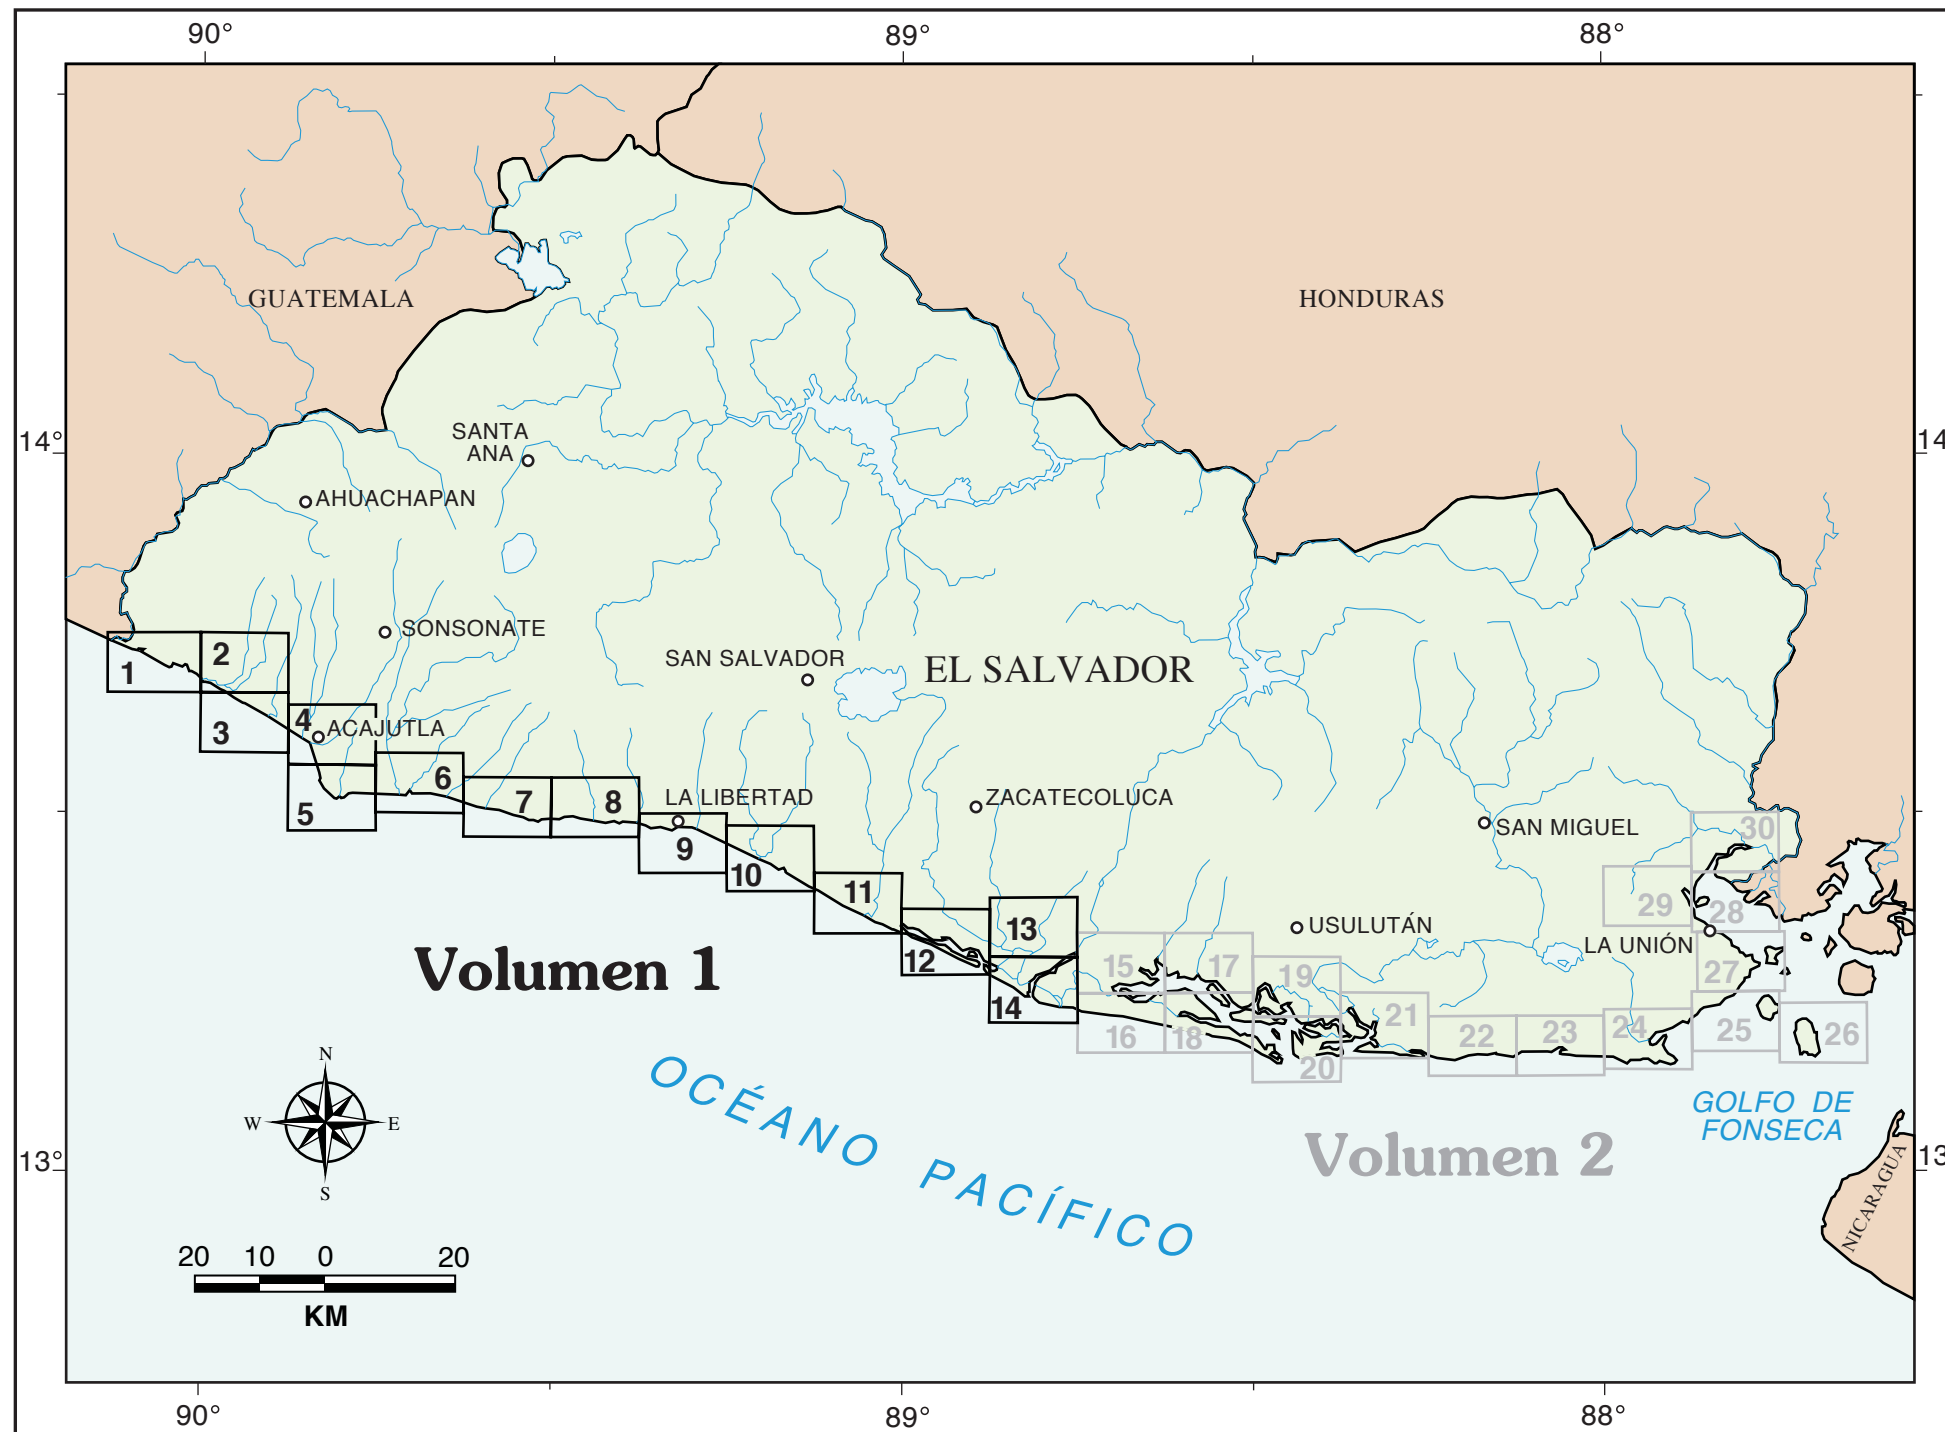 90°
89°
88°
GUATEMALA
HONDURAS
14°
14
SANTA
ANA
AHUACHAPAN
SONSONATE
SAN SALVADOR
EL SALVADOR
1
2
3
4
ACAJUTLA
5
6
7
8
LA LIBERTAD
9
10
ZACATECOLUCA
SAN MIGUEL
30
11
12
13
14
USULUTÁN
29
28
LA UNIÓN
27
Volumen 1
15
17
19
16
18
20
21
22
23
24
25
26
OCÉANO PACÍFICO
GOLFO DE
FONSECA
Volumen 2
NICARAGUA
N
W
E
S
13°
13
20
10
0
20
KM
90°
89°
88°